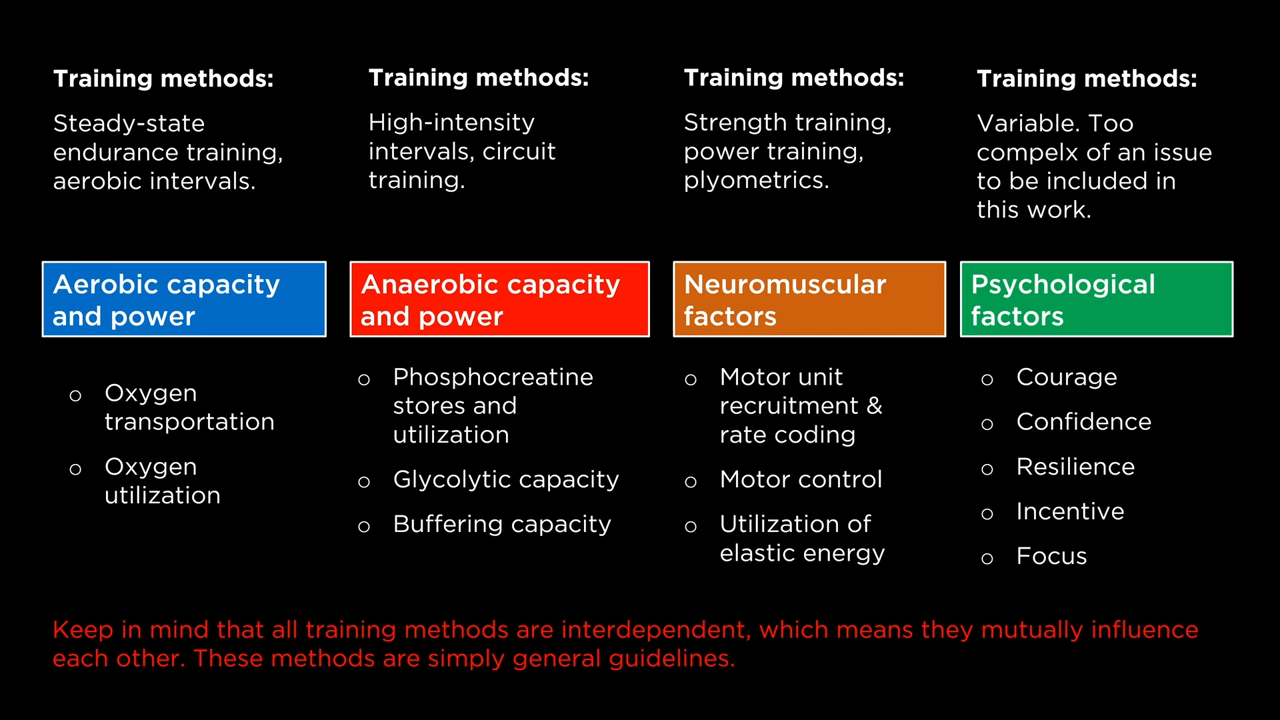 Training methods:
Steady-state
endurance training,
aerobic intervals.
Aerobic capacity
and power
o Oxygen
transportation
o Oxygen
utilization
Training methods:
High-intensity
intervals, circuit
training.
Anaerobic capacity
and power
o Phosphocreatine
stores and
utilization
o Glycolytic capacity
o Buffering capacity
Training methods:
Strength training,
power training,
plyometrics.
Neuromuscular
factors
o Motor unit
recruitment &
rate coding
o Motor control
o Utilization of
elastic energy
Training methods:
Variable. Too
compelx of an issue
to be included in
this work.
Psychological
factors
o Courage
o Confidence
o Resilience
o Incentive
o Focus
Keep in mind that all training methods are interdependent, which means they mutually influence
each other. These methods are simply general guidelines.